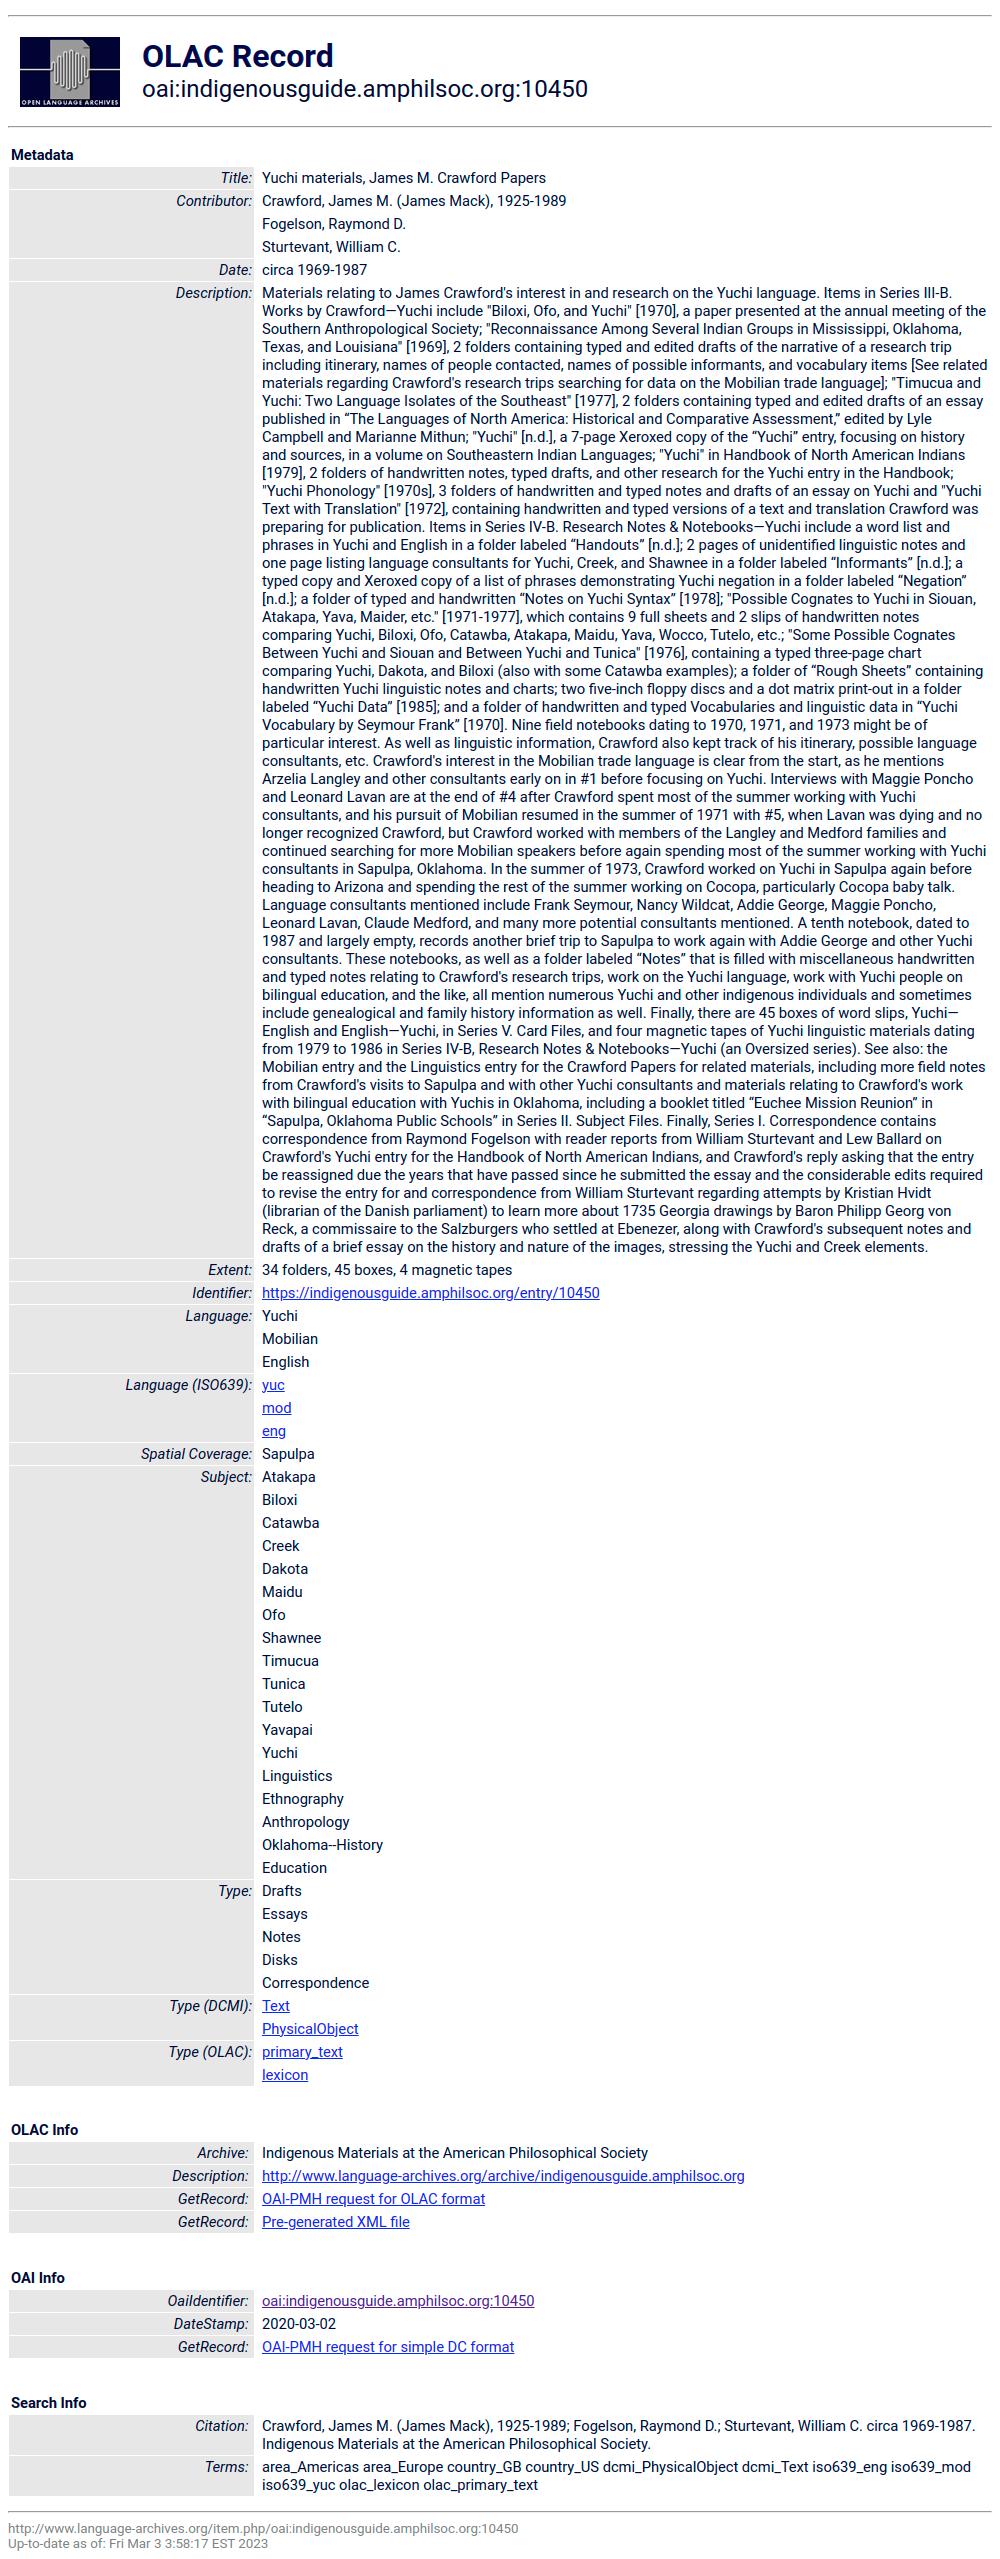 OPEN LANGUAGE ARCHIVES
OLAC Record
oai:indigenousguide.amphilsoc.org:10450
Metadata
Title: Yuchi materials, James M. Crawford Papers
Contributor: Crawford, James M. (James Mack), 1925-1989
Fogelson, Raymond D.
Sturtevant, William C.
Date: circa 1969-1987
Description: Materials relating to James Crawford's interest in and research on the Yuchi language. Items in Series III-B.
Works by Crawford—Yuchi include "Biloxi, Ofo, and Yuchi" [1970], a paper presented at the annual meeting of the
Southern Anthropological Society; "Reconnaissance Among Several Indian Groups in Mississippi, Oklahoma,
Texas, and Louisiana" [1969], 2 folders containing typed and edited drafts of the narrative of a research trip
including itinerary, names of people contacted, names of possible informants, and vocabulary items [See related
materials regarding Crawford's research trips searching for data on the Mobilian trade language]; "Timucua and
Yuchi: Two Language Isolates of the Southeast" [1977], 2 folders containing typed and edited drafts of an essay
published in “The Languages of North America: Historical and Comparative Assessment,” edited by Lyle
Campbell and Marianne Mithun; "Yuchi" [n.d.], a 7-page Xeroxed copy of the “Yuchi” entry, focusing on history
and sources, in a volume on Southeastern Indian Languages; "Yuchi" in Handbook of North American Indians
[1979], 2 folders of handwritten notes, typed drafts, and other research for the Yuchi entry in the Handbook;
"Yuchi Phonology" [1970s], 3 folders of handwritten and typed notes and drafts of an essay on Yuchi and "Yuchi
Text with Translation" [1972], containing handwritten and typed versions of a text and translation Crawford was
preparing for publication. Items in Series IV-B. Research Notes & Notebooks—Yuchi include a word list and
phrases in Yuchi and English in a folder labeled “Handouts” [n.d.]; 2 pages of unidentified linguistic notes and
one page listing language consultants for Yuchi, Creek, and Shawnee in a folder labeled “Informants” [n.d.]; a
typed copy and Xeroxed copy of a list of phrases demonstrating Yuchi negation in a folder labeled “Negation”
[n.d.]; a folder of typed and handwritten “Notes on Yuchi Syntax” [1978]; "Possible Cognates to Yuchi in Siouan,
Atakapa, Yava, Maider, etc." [1971-1977], which contains 9 full sheets and 2 slips of handwritten notes
comparing Yuchi, Biloxi, Ofo, Catawba, Atakapa, Maidu, Yava, Wocco, Tutelo, etc.; "Some Possible Cognates
Between Yuchi and Siouan and Between Yuchi and Tunica" [1976], containing a typed three-page chart
comparing Yuchi, Dakota, and Biloxi (also with some Catawba examples); a folder of “Rough Sheets” containing
handwritten Yuchi linguistic notes and charts; two five-inch floppy discs and a dot matrix print-out in a folder
labeled “Yuchi Data” [1985]; and a folder of handwritten and typed Vocabularies and linguistic data in “Yuchi
Vocabulary by Seymour Frank” [1970]. Nine field notebooks dating to 1970, 1971, and 1973 might be of
particular interest. As well as linguistic information, Crawford also kept track of his itinerary, possible language
consultants, etc. Crawford's interest in the Mobilian trade language is clear from the start, as he mentions
Arzelia Langley and other consultants early on in #1 before focusing on Yuchi. Interviews with Maggie Poncho
and Leonard Lavan are at the end of #4 after Crawford spent most of the summer working with Yuchi
consultants, and his pursuit of Mobilian resumed in the summer of 1971 with #5, when Lavan was dying and no
longer recognized Crawford, but Crawford worked with members of the Langley and Medford families and
continued searching for more Mobilian speakers before again spending most of the summer working with Yuchi
consultants in Sapulpa, Oklahoma. In the summer of 1973, Crawford worked on Yuchi in Sapulpa again before
heading to Arizona and spending the rest of the summer working on Cocopa, particularly Cocopa baby talk.
Language consultants mentioned include Frank Seymour, Nancy Wildcat, Addie George, Maggie Poncho,
Leonard Lavan, Claude Medford, and many more potential consultants mentioned. A tenth notebook, dated to
1987 and largely empty, records another brief trip to Sapulpa to work again with Addie George and other Yuchi
consultants. These notebooks, as well as a folder labeled “Notes” that is filled with miscellaneous handwritten
and typed notes relating to Crawford's research trips, work on the Yuchi language, work with Yuchi people on
bilingual education, and the like, all mention numerous Yuchi and other indigenous individuals and sometimes
include genealogical and family history information as well. Finally, there are 45 boxes of word slips, Yuchi—
English and English—Yuchi, in Series V. Card Files, and four magnetic tapes of Yuchi linguistic materials dating
from 1979 to 1986 in Series IV-B, Research Notes & Notebooks—Yuchi (an Oversized series). See also: the
Mobilian entry and the Linguistics entry for the Crawford Papers for related materials, including more field notes
from Crawford's visits to Sapulpa and with other Yuchi consultants and materials relating to Crawford's work
with bilingual education with Yuchis in Oklahoma, including a booklet titled “Euchee Mission Reunion” in
“Sapulpa, Oklahoma Public Schools” in Series II. Subject Files. Finally, Series I. Correspondence contains
correspondence from Raymond Fogelson with reader reports from William Sturtevant and Lew Ballard on
Crawford's Yuchi entry for the Handbook of North American Indians, and Crawford's reply asking that the entry
be reassigned due the years that have passed since he submitted the essay and the considerable edits required
to revise the entry for and correspondence from William Sturtevant regarding attempts by Kristian Hvidt
(librarian of the Danish parliament) to learn more about 1735 Georgia drawings by Baron Philipp Georg von
Reck, a commissaire to the Salzburgers who settled at Ebenezer, along with Crawford's subsequent notes and
drafts of a brief essay on the history and nature of the images, stressing the Yuchi and Creek elements.
Extent: 34 folders, 45 boxes, 4 magnetic tapes
Identifier: https://indigenousguide.amphilsoc.org/entry/10450
Language: Yuchi
Mobilian
English
Language (ISO639): yuc
mod
eng
Spatial Coverage: Sapulpa
Subject: Atakapa
Biloxi
Catawba
Creek
Dakota
Maidu
Ofo
Shawnee
Timucua
Tunica
Tutelo
Yavapai
Yuchi
Linguistics
Ethnography
Anthropology
Oklahoma--History
Education
Type: Drafts
Essays
Notes
Disks
Correspondence
Type (DCMI): Text
PhysicalObject
Type (OLAC): primary_text
lexicon
OLAC Info
Archive: Indigenous Materials at the American Philosophical Society
Description: http://www.language-archives.org/archive/indigenousguide.amphilsoc.org
GetRecord: OAI-PMH request for OLAC format
GetRecord: Pre-generated XML file
OAI Info
OaiIdentifier: oai:indigenousguide.amphilsoc.org:10450
DateStamp: 2020-03-02
GetRecord: OAI-PMH request for simple DC format
Search Info
Citation: Crawford, James M. (James Mack), 1925-1989; Fogelson, Raymond D.; Sturtevant, William C. circa 1969-1987.
Indigenous Materials at the American Philosophical Society.
Terms: area_Americas area_Europe country_GB country_US dcmi_PhysicalObject dcmi_Text iso639_eng iso639_mod
iso639_yuc olac_lexicon olac_primary_text
http://www.language-archives.org/item.php/oai:indigenousguide.amphilsoc.org:10450
Up-to-date as of: Fri Mar 3 3:58:17 EST 2023